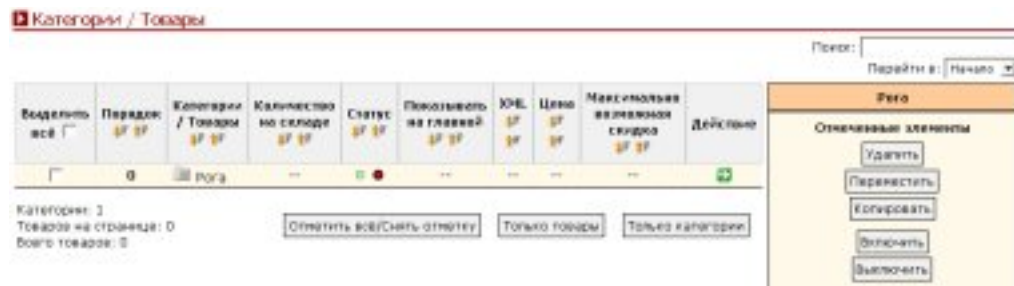 Категории / Товары
Поиск:
Перейти в: Начало
Выделить всё
Порядок
Категории / Товары
Количество на складе
Статус
Показывать на главной
XML
Цена
Максимально возможная скидка
Действие
0 Рога -- -- -- -- --
Рога
Отмеченные элементы
Удалить
Переместить
Копировать
Включить
Выключить
Категории: 1
Товаров на странице: 0
Всего товаров: 0
Отметить всё/Снять отметку
Только товары
Только категории